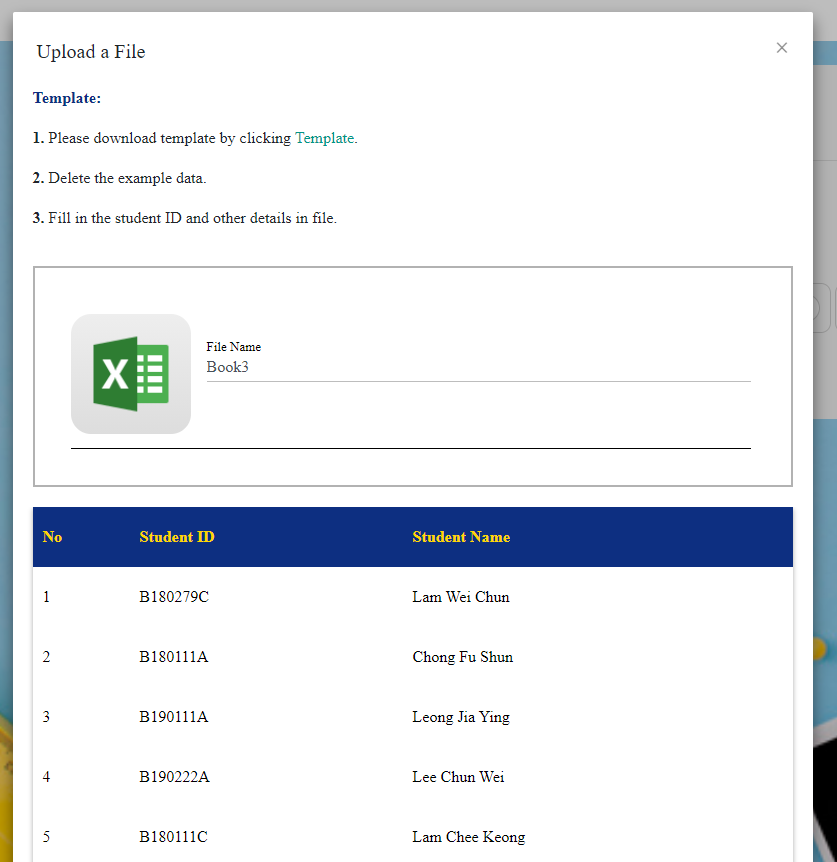 Upload a File
×
Template:
1. Please download template by clicking Template.
2. Delete the example data.
3. Fill in the student ID and other details in file.
X
File Name
Book3
No Student ID Student Name
1 B180279C Lam Wei Chun
2 B180111A Chong Fu Shun
3 B190111A Leong Jia Ying
4 B190222A Lee Chun Wei
5 B180111C Lam Chee Keong